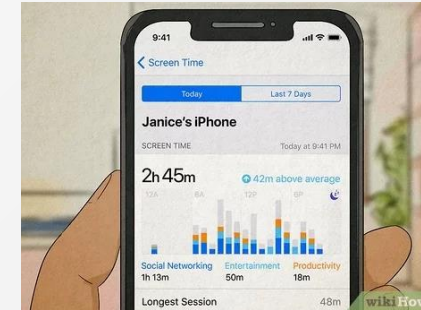 9:41
Screen Time
Today Last 7 Days
Janice's iPhone
SCREEN TIME Today at 9:41 PM
2h 45m 42m above average
12A 6A 12P 6P
Social Networking Entertainment Productivity
1h 13m 50m 18m
Longest Session 48m
wikiHow